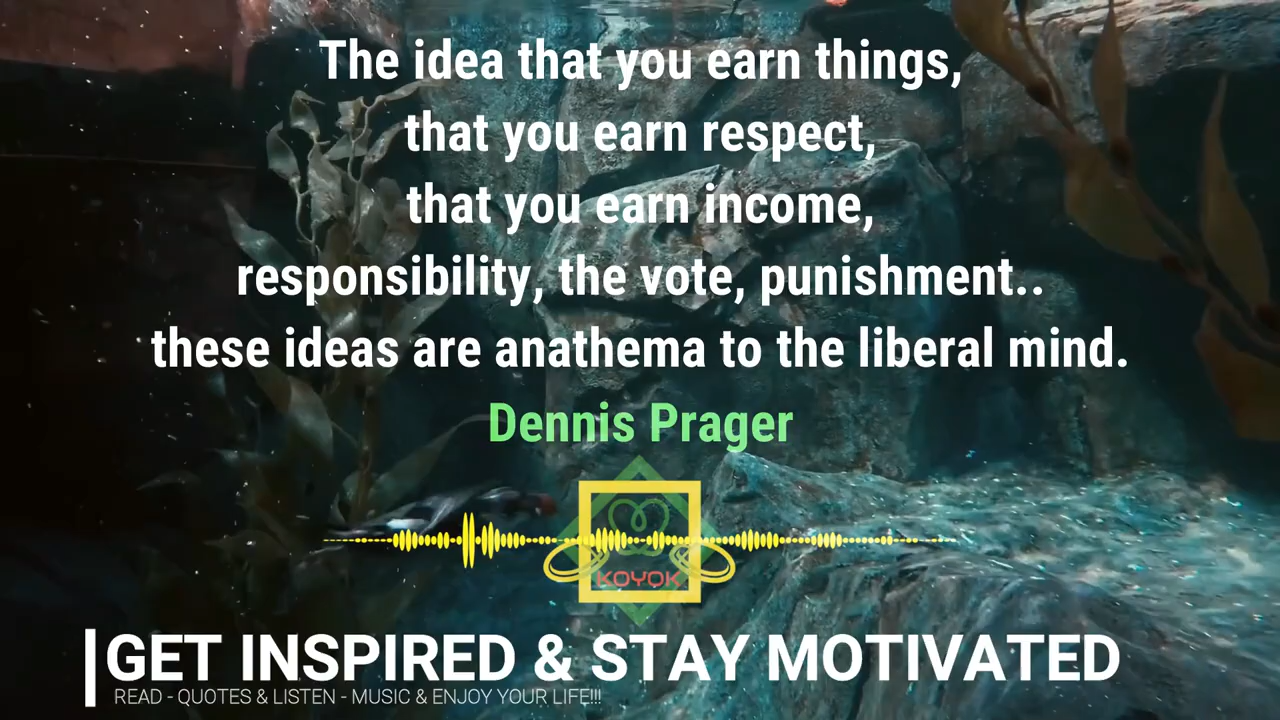 The idea that you earn things,
that you earn respect,
that you earn income,
responsibility, the vote, punishment..
these ideas are anathema to the liberal mind.
Dennis Prager
KOYOK
GET INSPIRED & STAY MOTIVATED
READ - QUOTES & LISTEN - MUSIC & ENJOY YOUR LIFE!!!